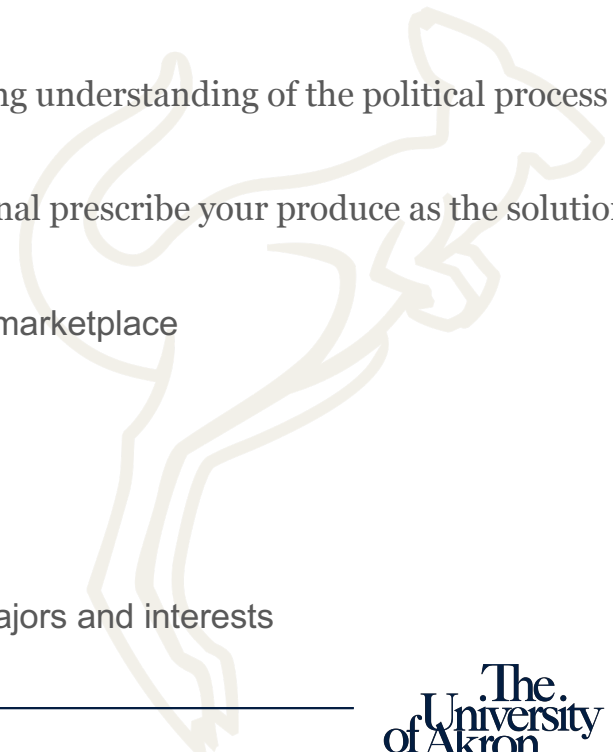 ng understanding of the political process
nal prescribe your produce as the solution
marketplace
ajors and interests
The
University
of Akron